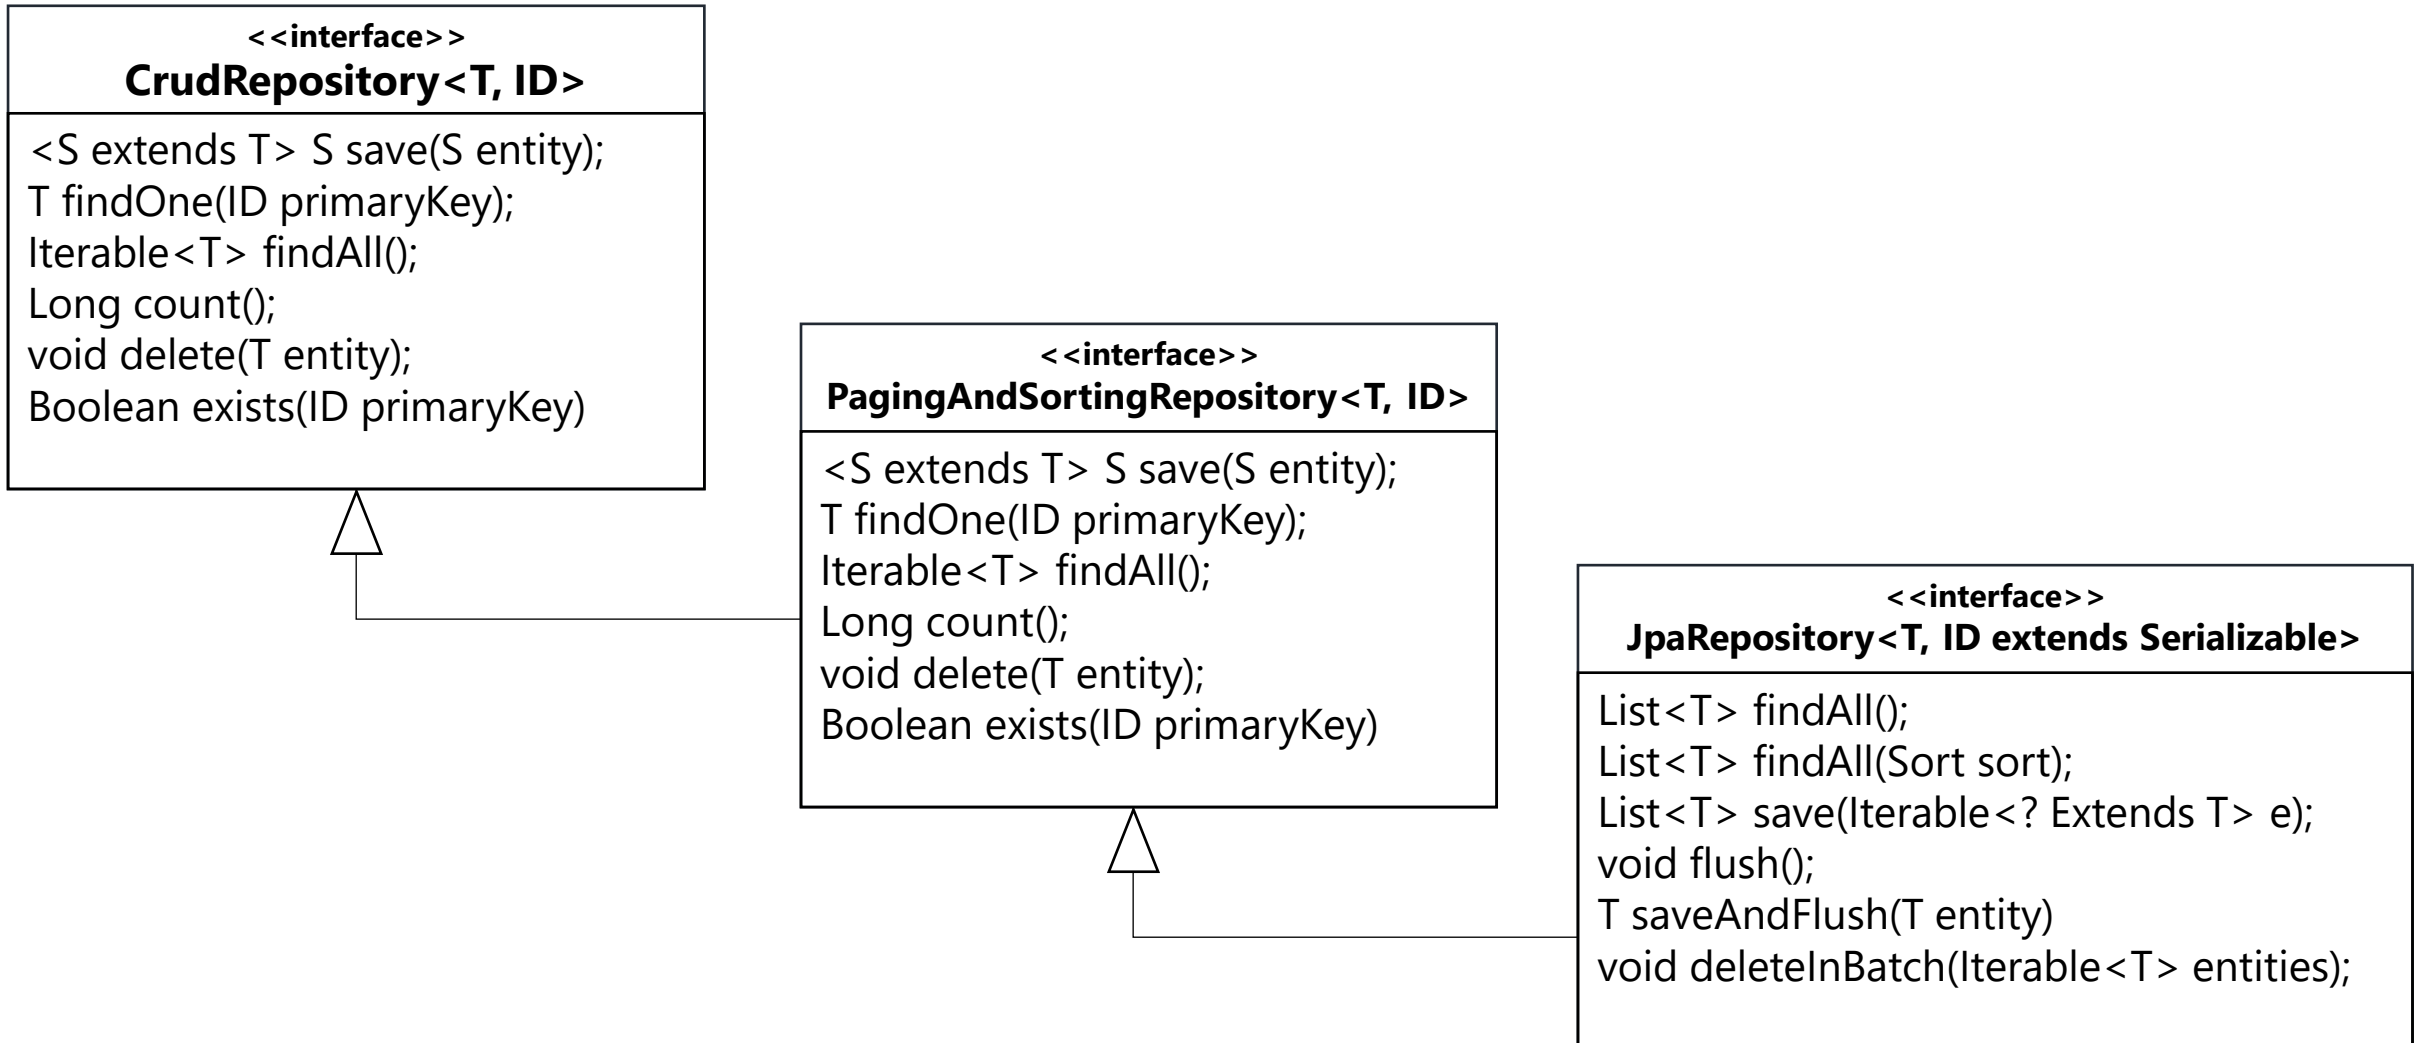 <<interface>>
CrudRepository<T, ID>
<S extends T> S save(S entity);
T findOne(ID primaryKey);
Iterable<T> findAll();
Long count();
void delete(T entity);
Boolean exists(ID primaryKey)
<<interface>>
PagingAndSortingRepository<T, ID>
<S extends T> S save(S entity);
T findOne(ID primaryKey);
Iterable<T> findAll();
Long count();
void delete(T entity);
Boolean exists(ID primaryKey)
<<interface>>
JpaRepository<T, ID extends Serializable>
List<T> findAll();
List<T> findAll(Sort sort);
List<T> save(Iterable<? Extends T> e);
void flush();
T saveAndFlush(T entity)
void deleteInBatch(Iterable<T> entities);